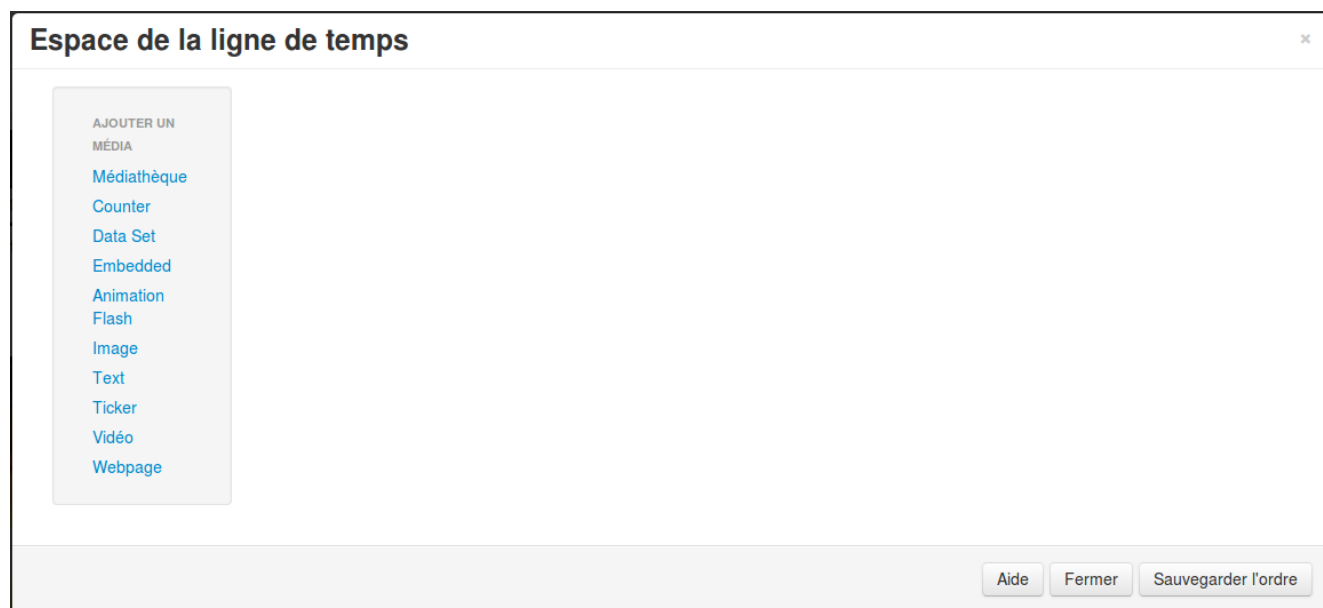 Espace de la ligne de temps
×
AJOUTER UN
MÉDIA
Médiathèque
Counter
Data Set
Embedded
Animation
Flash
Image
Text
Ticker
Vidéo
Webpage
Aide
Fermer
Sauvegarder l'ordre